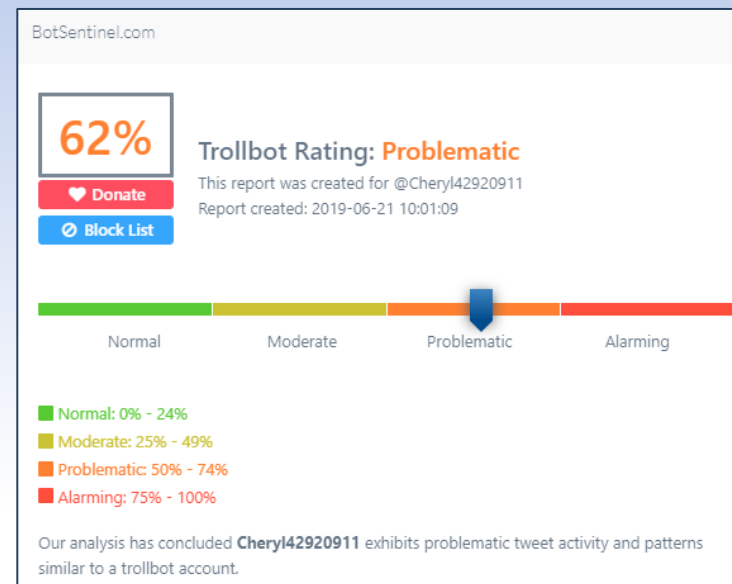 BotSentinel.com
62%
Donate
Block List
Trollbot Rating: Problematic
This report was created for @Cheryl42920911
Report created: 2019-06-21 10:01:09
Normal Moderate Problematic Alarming
Normal: 0% - 24%
Moderate: 25% - 49%
Problematic: 50% - 74%
Alarming: 75% - 100%
Our analysis has concluded Cheryl42920911 exhibits problematic tweet activity and patterns
similar to a trollbot account.